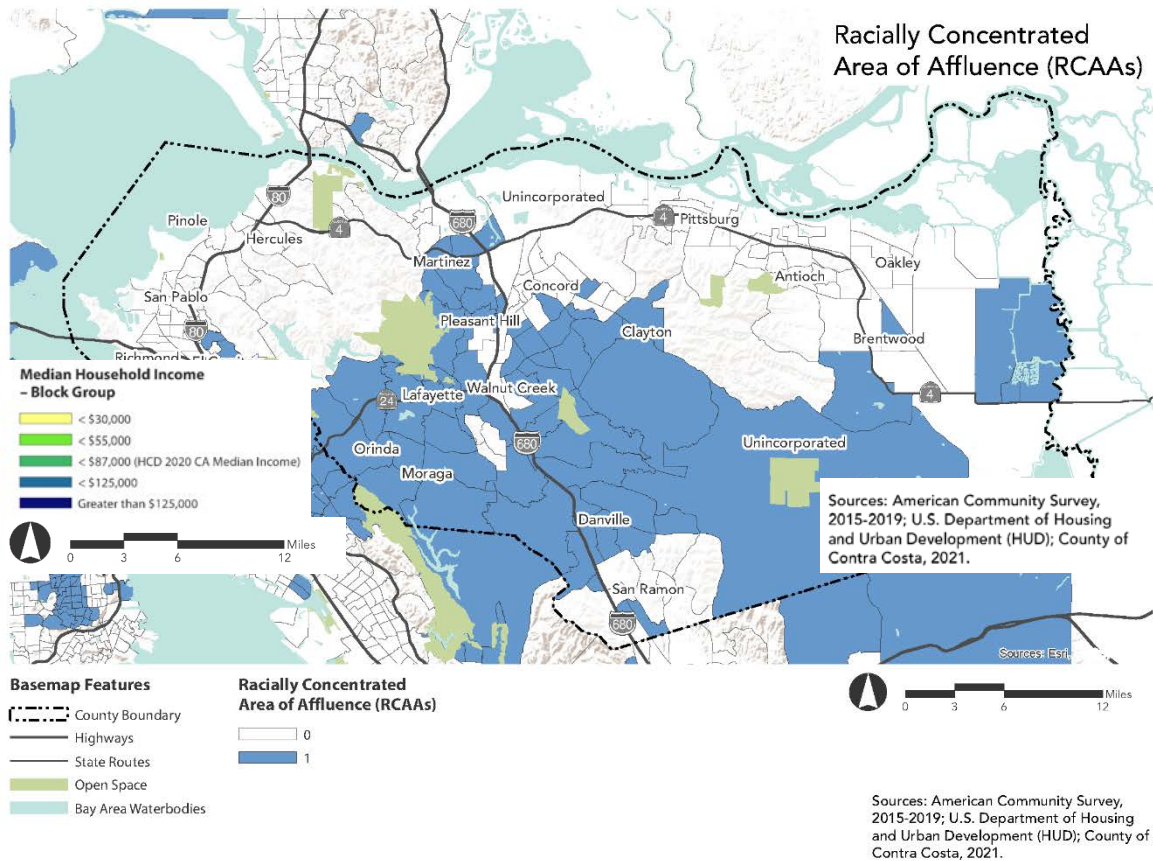 Racially Concentrated
Area of Affluence (RCAAs)
80
Unincorporated
Pinole
680
4
Pittsburg
Hercules
4
Martinez
Oakley
Antioch
Concord
San Pablo
Pleasant Hill
80
Clayton
Brentwood
Richmond
Median Household Income
– Block Group
< $30,000
< $55,000
< $87,000 (HCD 2020 CA Median Income)
< $125,000
Greater than $125,000
0 3 6 12 Miles
Walnut Creek
24
Lafayette
4
680
Orinda
Unincorporated
Moraga
Danville
Sources: American Community Survey,
2015-2019; U.S. Department of Housing
and Urban Development (HUD); County of
Contra Costa, 2021.
San Ramon
680
Sources: Esri,
Basemap Features
County Boundary
Highways
State Routes
Open Space
Bay Area Waterbodies
Racially Concentrated
Area of Affluence (RCAAs)
0
1
0 3 6 12 Miles
Sources: American Community Survey,
2015-2019; U.S. Department of Housing
and Urban Development (HUD); County of
Contra Costa, 2021.